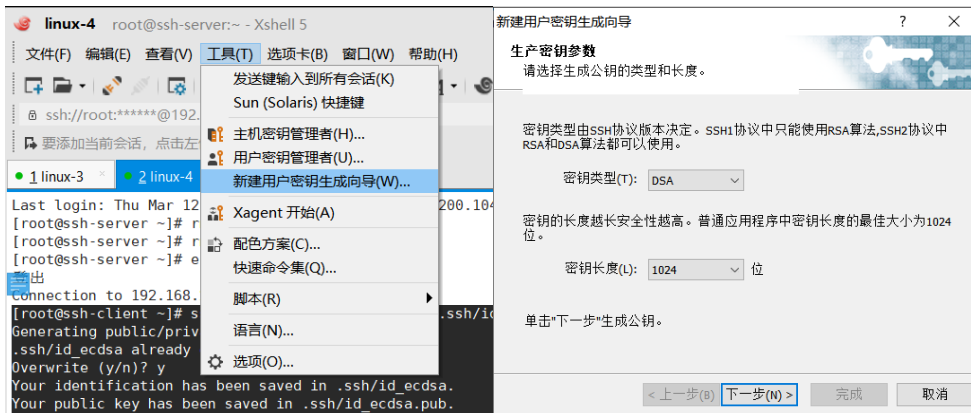 linux-4 root@ssh-server:~ - Xshell 5
文件(F) 编辑(E) 查看(V) 工具(T) 选项卡(B) 窗口(W) 帮助(H)
ssh://root:******@192.
要添加当前会话，点击左
1 linux-3 × 2 linux-4
Last login: Thu Mar 12 200.104
[root@ssh-server ~]# r
[root@ssh-server ~]# r
[root@ssh-server ~]# e
登出
Connection to 192.168.
[root@ssh-client ~]# s .ssh/id
Generating public/priv
.ssh/id_ecdsa already
Overwrite (y/n)? y
Your identification has been saved in .ssh/id_ecdsa.
Your public key has been saved in .ssh/id_ecdsa.pub.
发送键输入到所有会话(K)
Sun (Solaris) 快捷键
主机密钥管理者(H)...
用户密钥管理者(U)...
新建用户密钥生成向导(W)...
Xagent 开始(A)
配色方案(C)...
快速命令集(Q)...
脚本(R)
语言(N)...
选项(O)...
新建用户密钥生成向导 ? ×
生产密钥参数
请选择生成公钥的类型和长度。
密钥类型由SSH协议版本决定。SSH1协议中只能使用RSA算法,SSH2协议中
RSA和DSA算法都可以使用。
密钥类型(T): DSA
密钥的长度越长安全性越高。普通应用程序中密钥长度的最佳大小为1024
位。
密钥长度(L): 1024 位
单击"下一步"生成公钥。
< 上一步(B) 下一步(N) > 完成 取消